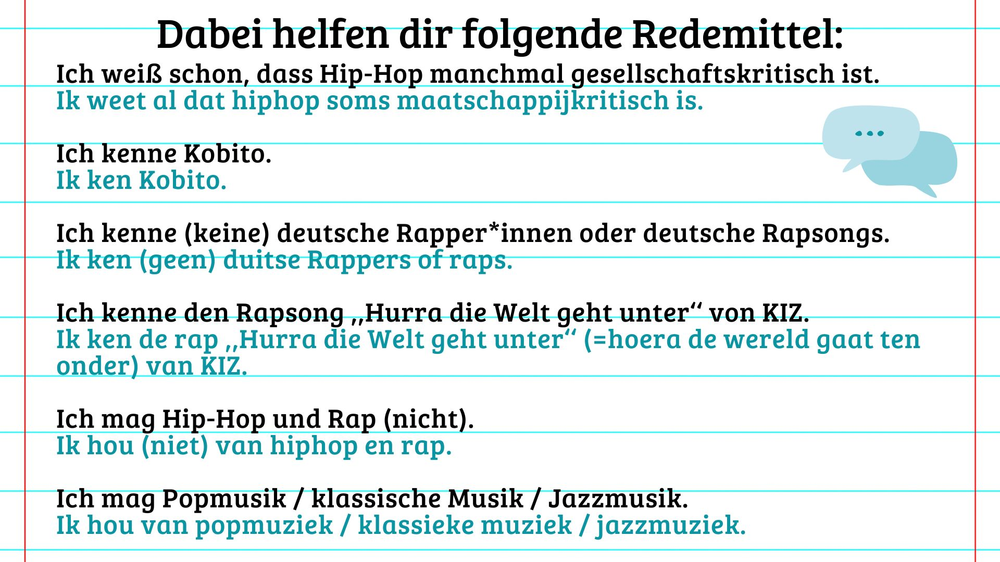 Dabei helfen dir folgende Redemittel:
Ich weiß schon, dass Hip-Hop manchmal gesellschaftskritisch ist.
Ik weet al dat hiphop soms maatschappijkritisch is.
Ich kenne Kobito.
Ik ken Kobito.
Ich kenne (keine) deutsche Rapper*innen oder deutsche Rapsongs.
Ik ken (geen) duitse Rappers of raps.
Ich kenne den Rapsong ,,Hurra die Welt geht unter“ von KIZ.
Ik ken de rap ,,Hurra die Welt geht unter“ (=hoera de wereld gaat ten
onder) van KIZ.
Ich mag Hip-Hop und Rap (nicht).
Ik hou (niet) van hiphop en rap.
Ich mag Popmusik / klassische Musik / Jazzmusik.
Ik hou van popmuziek / klassieke muziek / jazzmuziek.